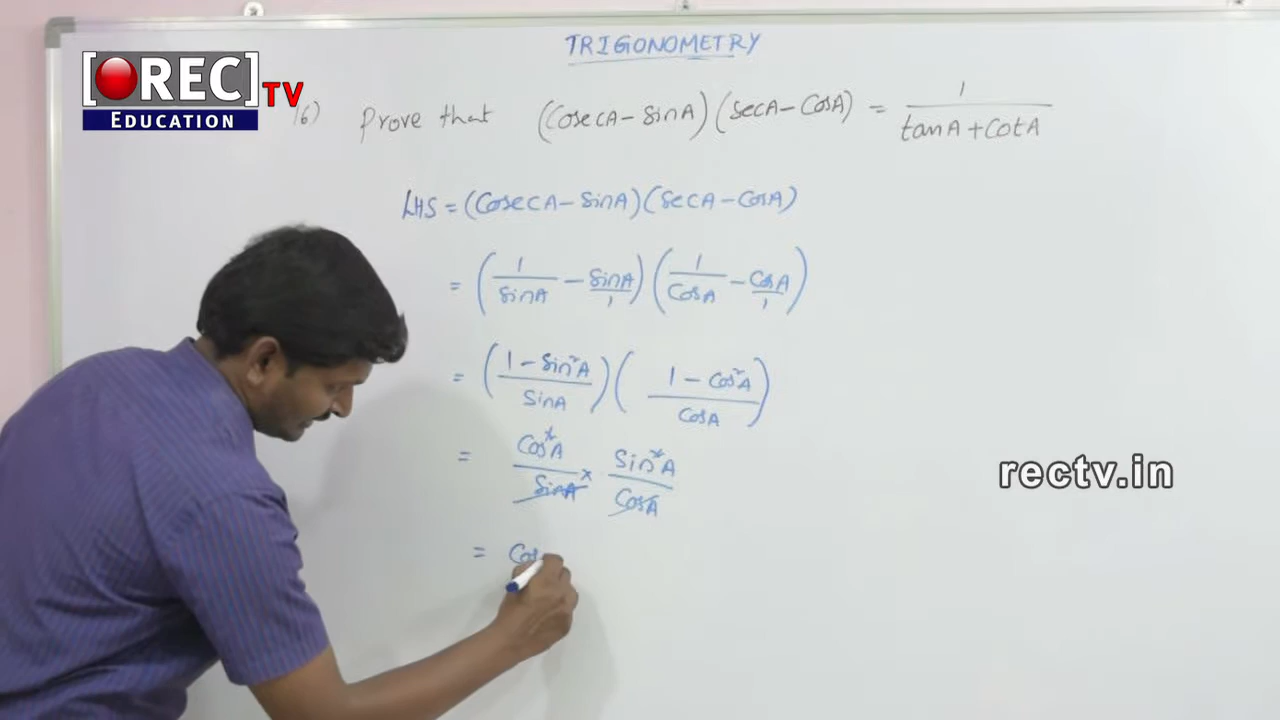 TRIGONOMETRY
[REC] TV
EDUCATION
16) Prove that (CosecA - SinA) (SecA - CosA) = 1 / (tanA + CotA)
LHS = (CosecA - SinA) (SecA - CosA)
= (1/SinA - SinA/1) (1/CosA - CosA/1)
= ((1 - Sin²A)/SinA) ((1 - Cos²A)/CosA)
= Cos²A/SinA × Sin²A/CosA
= Cos
rectv.in